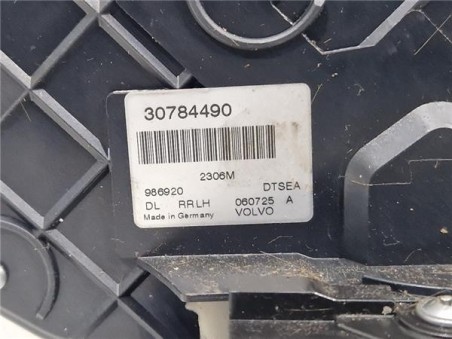 30784490
2306M
986920 DTSEA
DL RRLH 060725 A
Made in Germany VOLVO